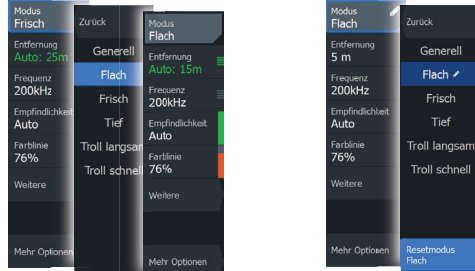 Modus
Frisch
Entfernung
Auto: 25m
Frequenz
200kHz
Empfindlichkeit
Auto
Farblinie
76%
Weitere
Mehr Optionen
Zurück
Generell
Flach
Frisch
Tief
Troll langsam
Troll schnell
Modus
Flach
Entfernung
Auto: 15m
Frequenz
200kHz
Empfindlichkeit
Auto
Farblinie
76%
Weitere
Mehr Optionen
Modus
Flach
Entfernung
5 m
Frequenz
200kHz
Empfindlichkeit
Auto
Farblinie
76%
Weitere
Mehr Optionen
Zurück
Generell
Flach
Frisch
Tief
Troll langsam
Troll schnell
Resetmodus
Flach